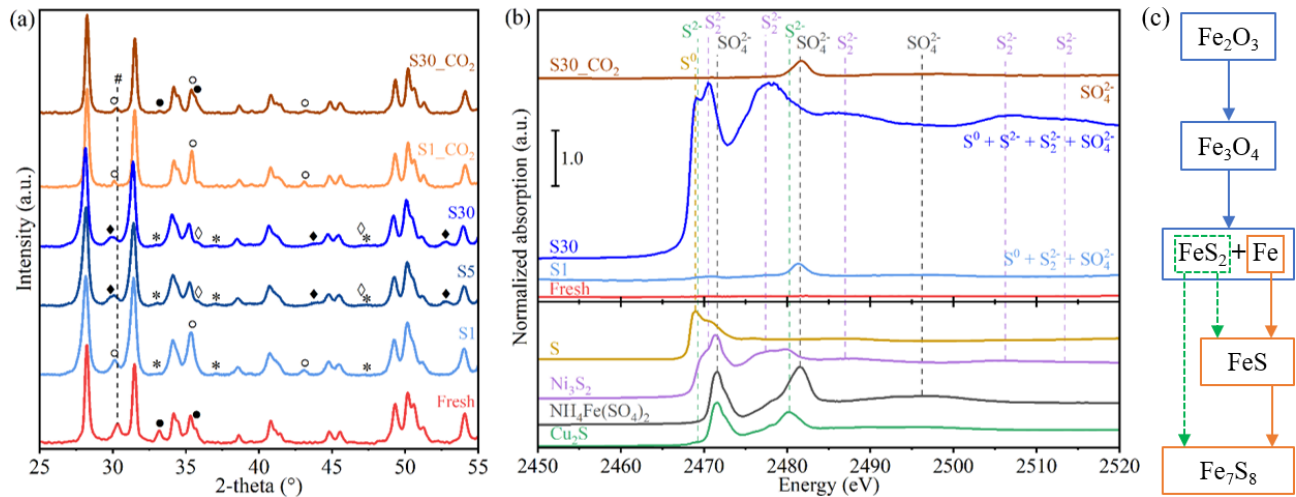 (a)
Intensity (a.u.)
#
S30_CO₂
S1_CO₂
S30
S5
S1
Fresh
25 30 35 40 45 50 55
2-theta (°)
(b)
Normalized absorption (a.u.)
S²⁻ S₂²⁻ S₂²⁻ S²⁻
SO₄²⁻ SO₄²⁻ S₂²⁻ SO₄²⁻ S₂²⁻ S₂²⁻
S⁰
S30_CO₂
SO₄²⁻
1.0
S⁰ + S²⁻ + S₂²⁻ + SO₄²⁻
S30
S⁰ + S₂²⁻ + SO₄²⁻
S1
Fresh
S
Ni₃S₂
NH₄Fe(SO₄)₂
Cu₂S
2450 2460 2470 2480 2490 2500 2510 2520
Energy (eV)
(c)
Fe₂O₃
Fe₃O₄
FeS₂ + Fe
FeS
Fe₇S₈